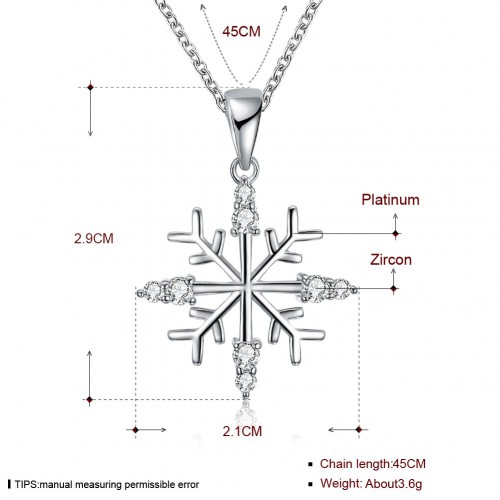 45CM
Platinum
2.9CM
Zircon
2.1CM
Chain length:45CM
Weight: About3.6g
TIPS:manual measuring permissible error